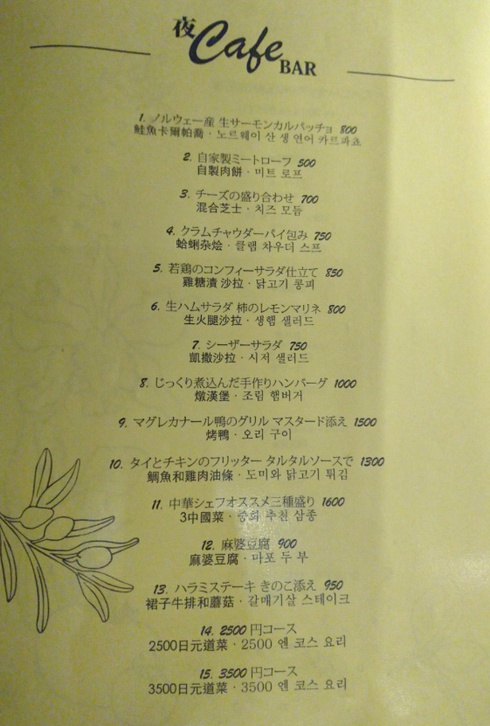 夜 Cafe BAR
1. ノルウェー産 生サーモンカルパッチョ 800
鮭魚卡爾帕喬・노르웨이 산 생 연어 카르파쵸
2. 自家製ミートローフ 500
自製肉餅・미트 로프
3. チーズの盛り合わせ 700
混合芝士・치즈 모듬
4. クラムチャウダーパイ包み 750
蛤蜊杂烩・클램 차우더 스프
5. 若鶏のコンフィーサラダ仕立て 850
雞糖漬 沙拉・닭고기 콩피
6. 生ハムサラダ 柿のレモンマリネ 800
生火腿沙拉・생햄 샐러드
7. シーザーサラダ 750
凱撒沙拉・시저 샐러드
8. じっくり煮込んだ手作りハンバーグ 1000
燉漢堡・조림 햄버거
9. マグレカナール鴨のグリル マスタード添え 1500
烤鴨・오리 구이
10. タイとチキンのフリッター タルタルソースで 1300
鯛魚和雞肉油條・도미와 닭고기 튀김
11. 中華シェフオススメ三種盛り 1600
3中國菜・중화 추천 삼종
12. 麻婆豆腐 900
麻婆豆腐・마포 두 부
13. ハラミステーキ きのこ添え 950
裙子牛排和蘑菇・갈매기살 스테이크
14. 2500 円コース
2500日元道菜・2500 엔 코스 요리
15. 3500 円コース
3500日元道菜・3500 엔 코스 요리